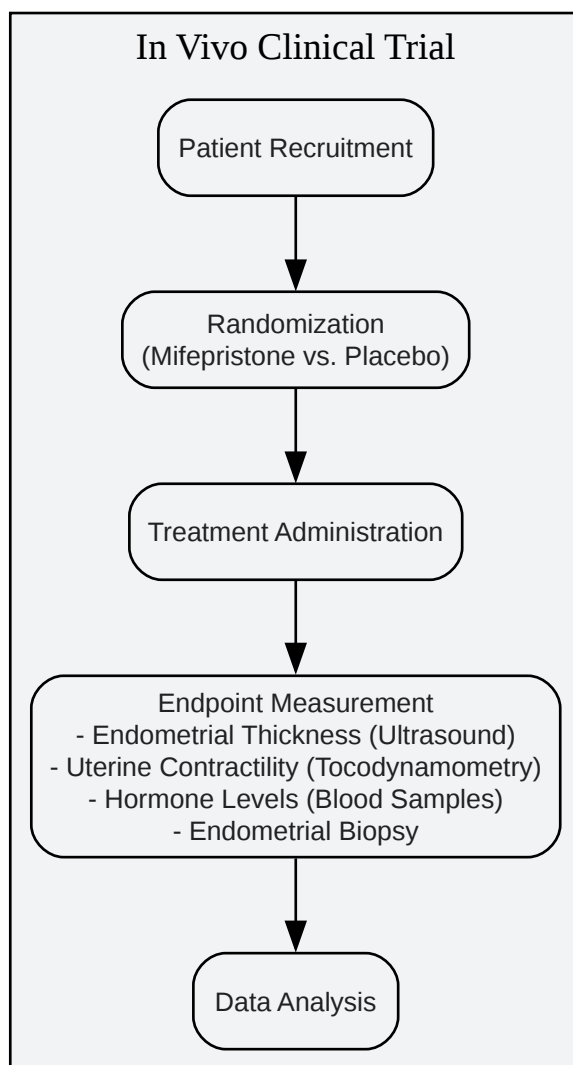 In Vivo Clinical Trial
Patient Recruitment
Randomization
(Mifepristone vs. Placebo)
Treatment Administration
Endpoint Measurement
- Endometrial Thickness (Ultrasound)
- Uterine Contractility (Tocodynamometry)
- Hormone Levels (Blood Samples)
- Endometrial Biopsy
Data Analysis